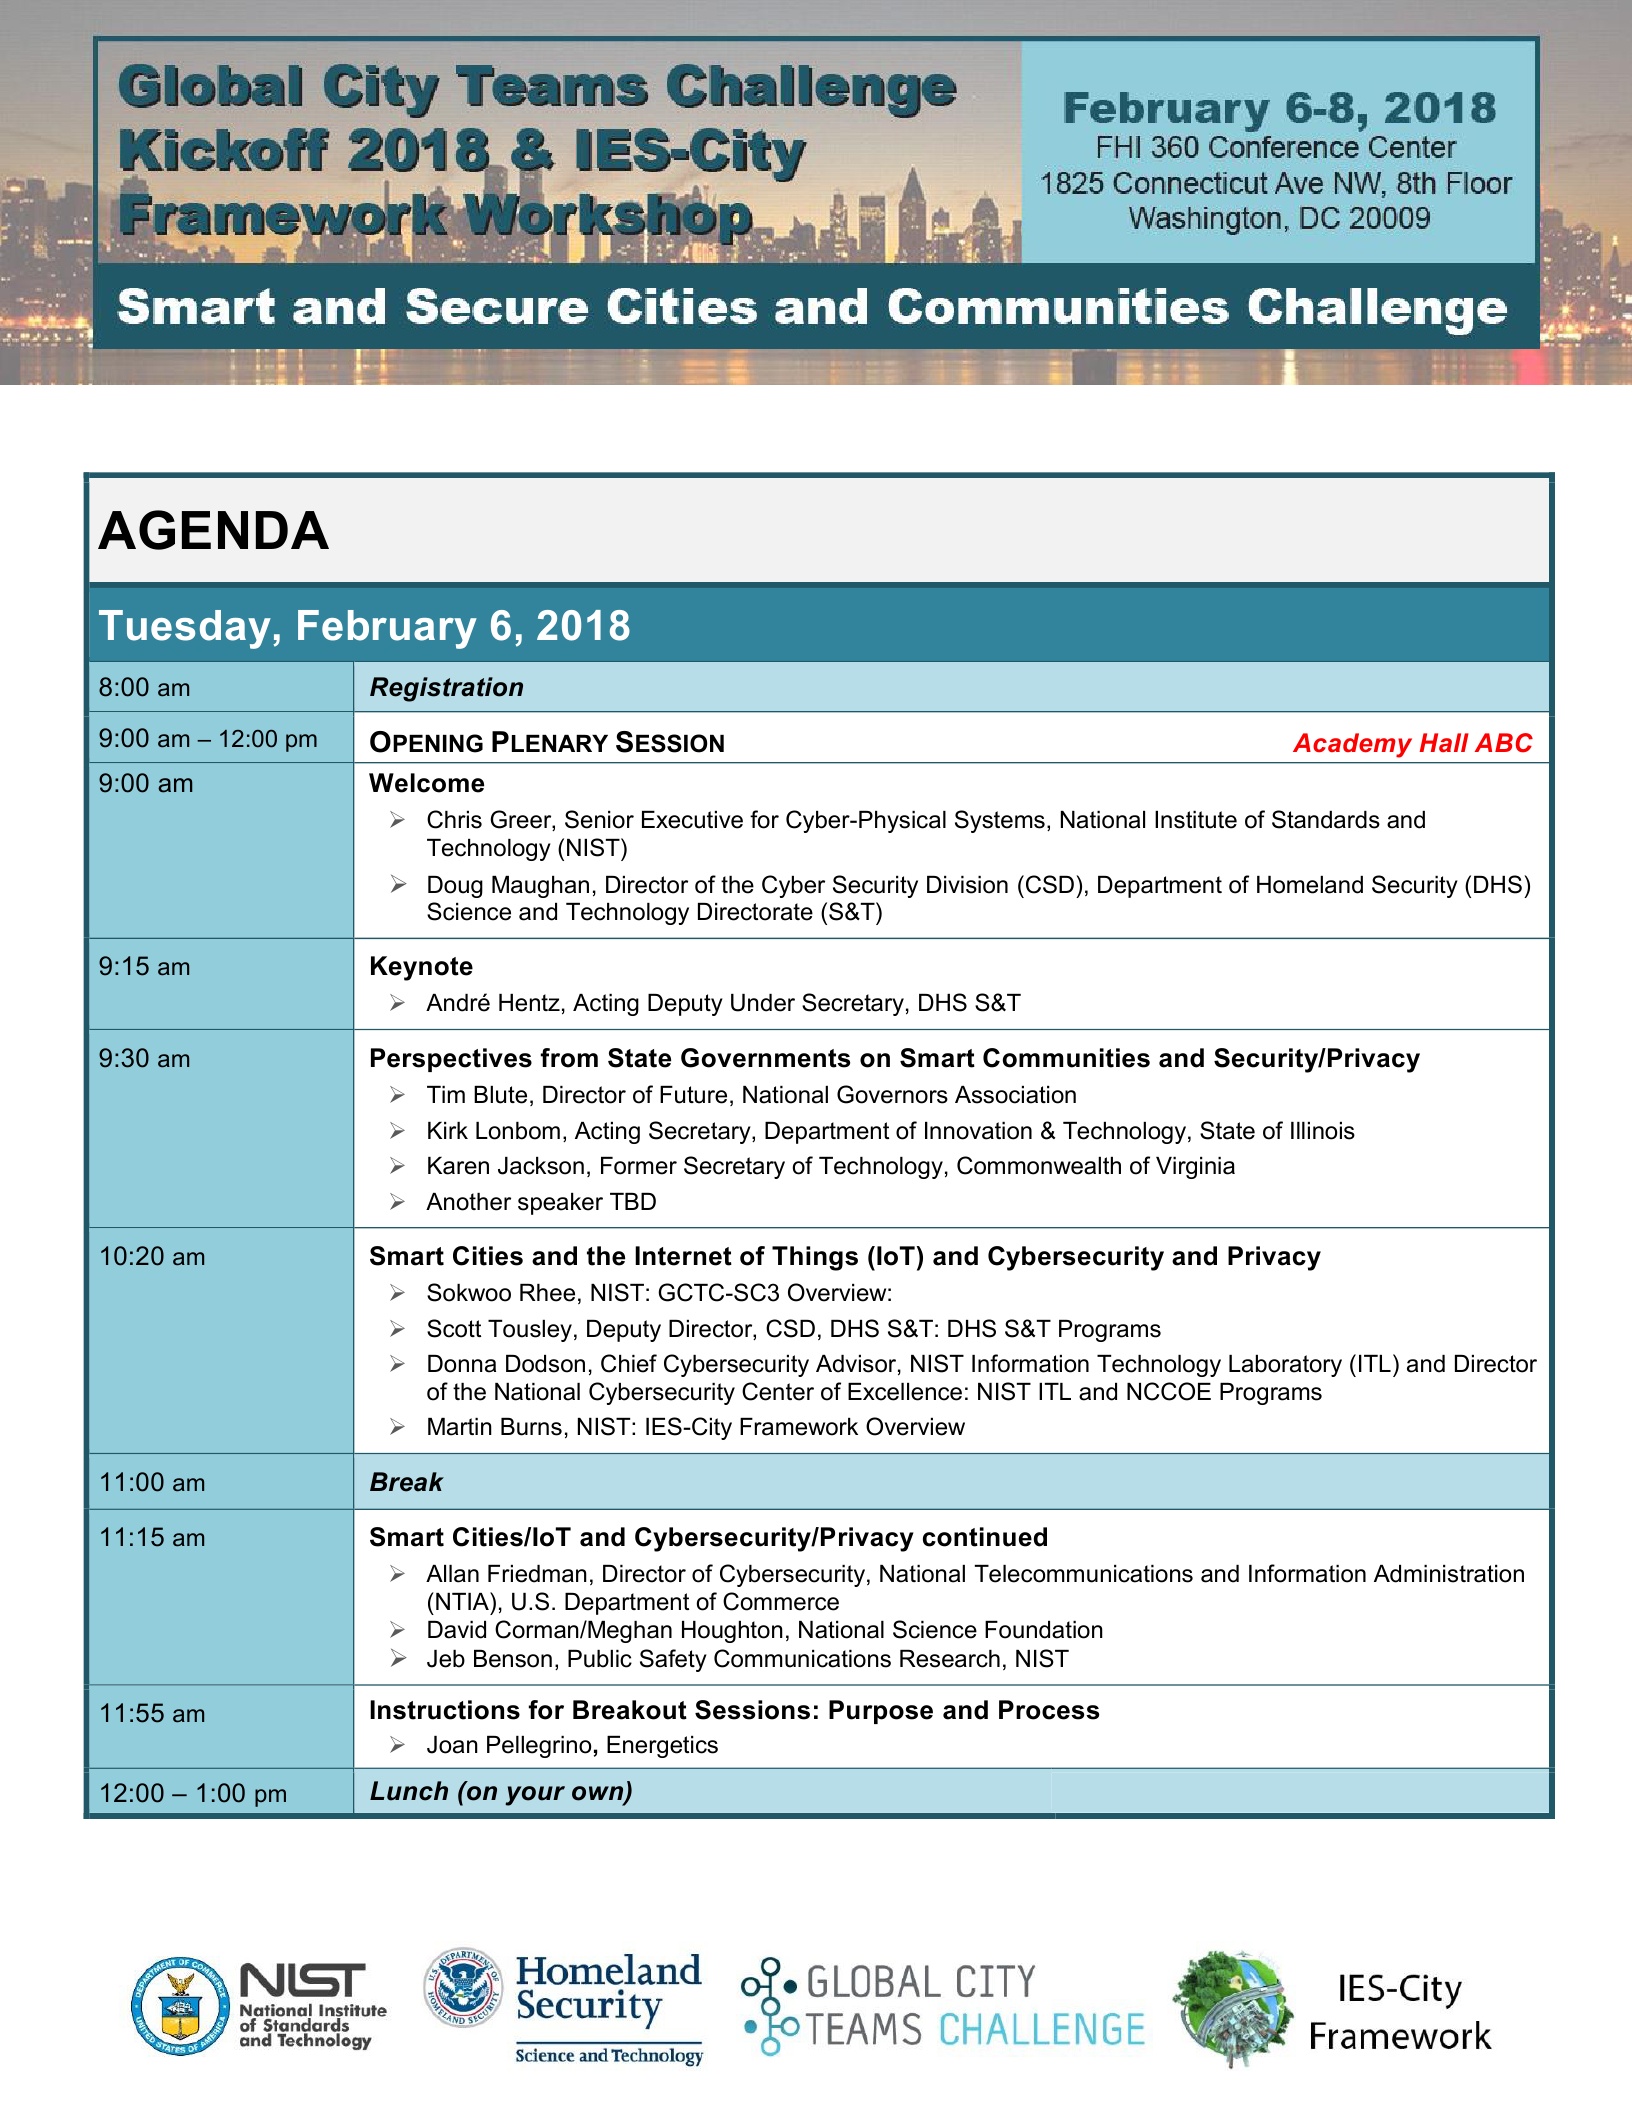 Global City Teams Challenge
Kickoff 2018 & IES-City
Framework Workshop
February 6-8, 2018
FHI 360 Conference Center
1825 Connecticut Ave NW, 8th Floor
Washington, DC 20009
Smart and Secure Cities and Communities Challenge
AGENDA
Tuesday, February 6, 2018
8:00 am Registration
9:00 am – 12:00 pm OPENING PLENARY SESSION Academy Hall ABC
9:00 am Welcome
➢ Chris Greer, Senior Executive for Cyber-Physical Systems, National Institute of Standards and
Technology (NIST)
➢ Doug Maughan, Director of the Cyber Security Division (CSD), Department of Homeland Security (DHS)
Science and Technology Directorate (S&T)
9:15 am Keynote
➢ André Hentz, Acting Deputy Under Secretary, DHS S&T
9:30 am Perspectives from State Governments on Smart Communities and Security/Privacy
➢ Tim Blute, Director of Future, National Governors Association
➢ Kirk Lonbom, Acting Secretary, Department of Innovation & Technology, State of Illinois
➢ Karen Jackson, Former Secretary of Technology, Commonwealth of Virginia
➢ Another speaker TBD
10:20 am Smart Cities and the Internet of Things (IoT) and Cybersecurity and Privacy
➢ Sokwoo Rhee, NIST: GCTC-SC3 Overview:
➢ Scott Tousley, Deputy Director, CSD, DHS S&T: DHS S&T Programs
➢ Donna Dodson, Chief Cybersecurity Advisor, NIST Information Technology Laboratory (ITL) and Director
of the National Cybersecurity Center of Excellence: NIST ITL and NCCOE Programs
➢ Martin Burns, NIST: IES-City Framework Overview
11:00 am Break
11:15 am Smart Cities/IoT and Cybersecurity/Privacy continued
➢ Allan Friedman, Director of Cybersecurity, National Telecommunications and Information Administration
(NTIA), U.S. Department of Commerce
➢ David Corman/Meghan Houghton, National Science Foundation
➢ Jeb Benson, Public Safety Communications Research, NIST
11:55 am Instructions for Breakout Sessions: Purpose and Process
➢ Joan Pellegrino, Energetics
12:00 – 1:00 pm Lunch (on your own)
DEPARTMENT OF COMMERCE
UNITED STATES OF AMERICA
NIST
National Institute
of Standards
and Technology
U.S. DEPARTMENT OF
HOMELAND SECURITY
Homeland
Security
Science and Technology
GLOBAL CITY
TEAMS CHALLENGE
IES-City
Framework